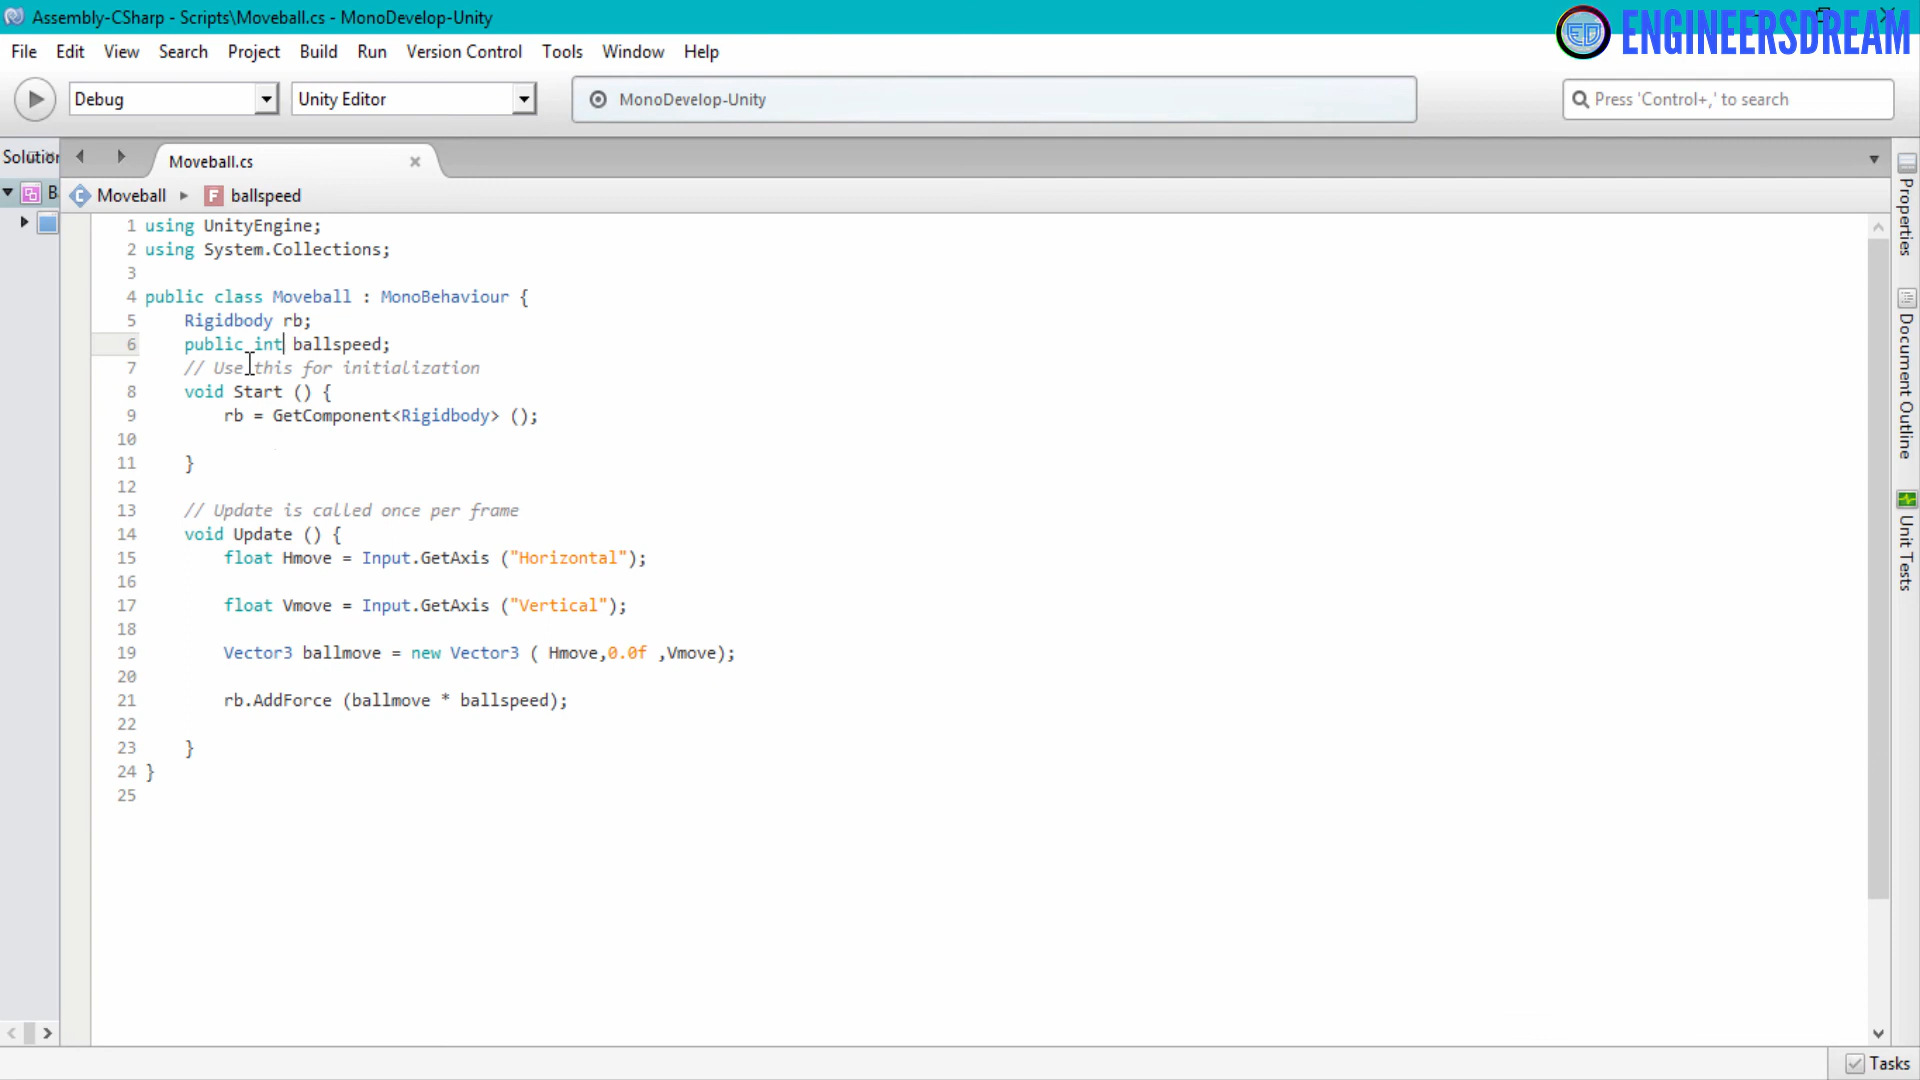 Assembly-CSharp - Scripts\Moveball.cs - MonoDevelop-Unity
ENGINEERSDREAM
File Edit View Search Project Build Run Version Control Tools Window Help
Debug Unity Editor MonoDevelop-Unity Press 'Control+,' to search
Solution Moveball.cs
B Moveball F ballspeed
1 using UnityEngine;
2 using System.Collections;
3
4 public class Moveball : MonoBehaviour {
5 Rigidbody rb;
6 public int ballspeed;
7 // Use this for initialization
8 void Start () {
9 rb = GetComponent<Rigidbody> ();
10
11 }
12
13 // Update is called once per frame
14 void Update () {
15 float Hmove = Input.GetAxis ("Horizontal");
16
17 float Vmove = Input.GetAxis ("Vertical");
18
19 Vector3 ballmove = new Vector3 ( Hmove,0.0f ,Vmove);
20
21 rb.AddForce (ballmove * ballspeed);
22
23 }
24 }
25
Properties
Document Outline
Unit Tests
Tasks